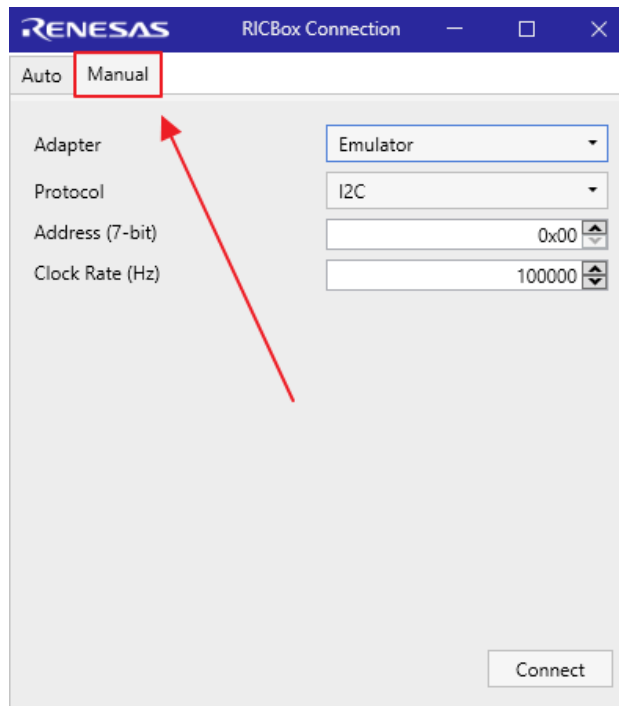 RENESAS RICBox Connection
Auto Manual
Adapter Emulator
Protocol I2C
Address (7-bit) 0x00
Clock Rate (Hz) 100000
Connect